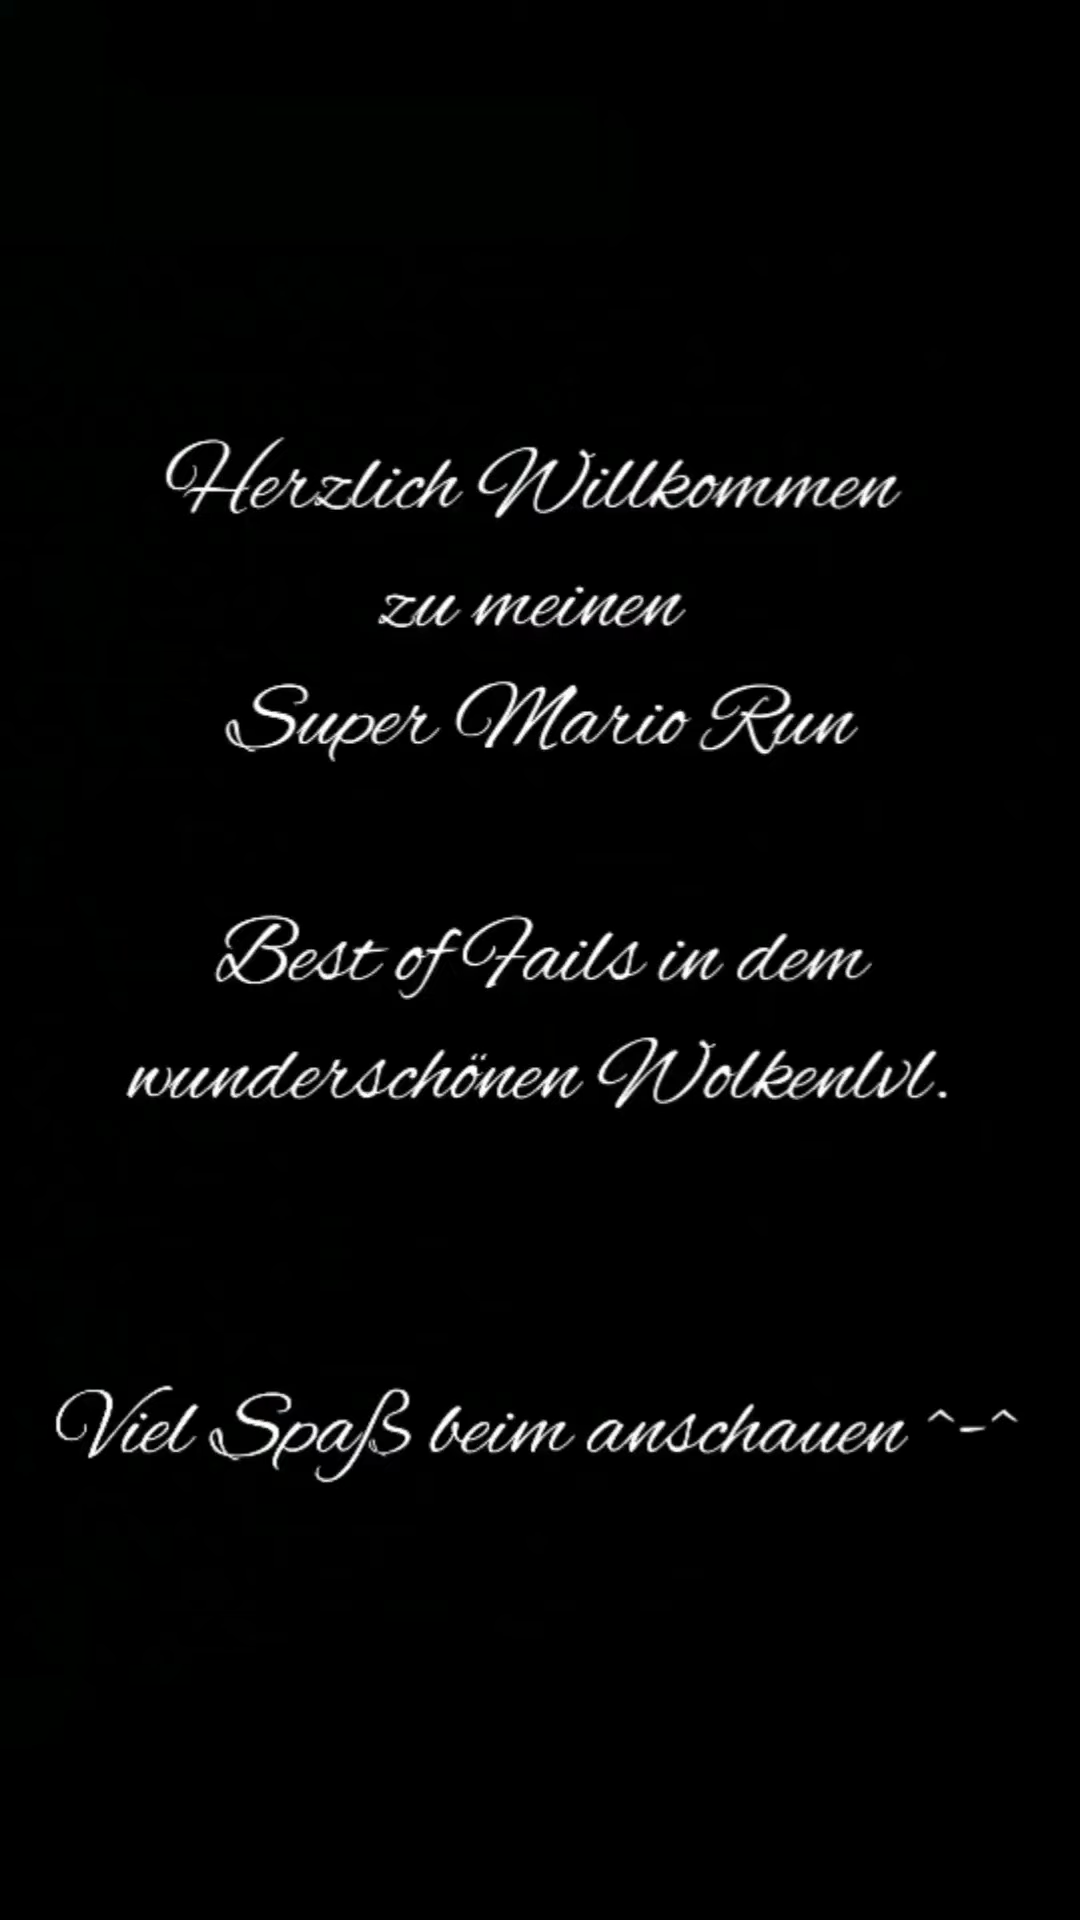 Herzlich Willkommen
zu meinen
Super Mario Run
Best of Fails in dem
wunderschönen Wolkenlvl.
Viel Spaß beim anschauen ^-^